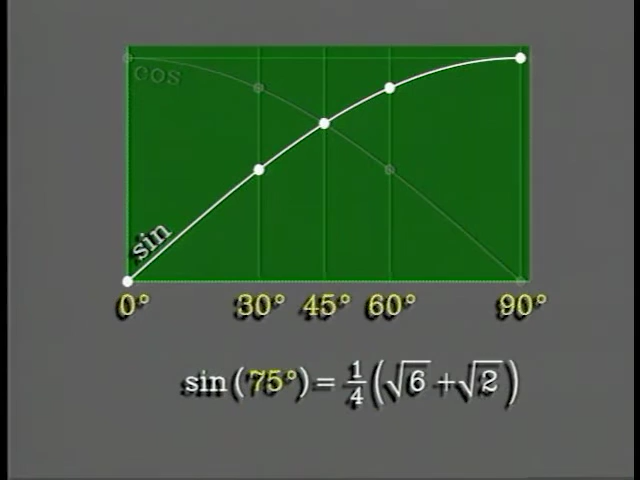 cos
sin
0° 30° 45° 60° 90°
sin (75°) = 1/4 (√6 + √2)